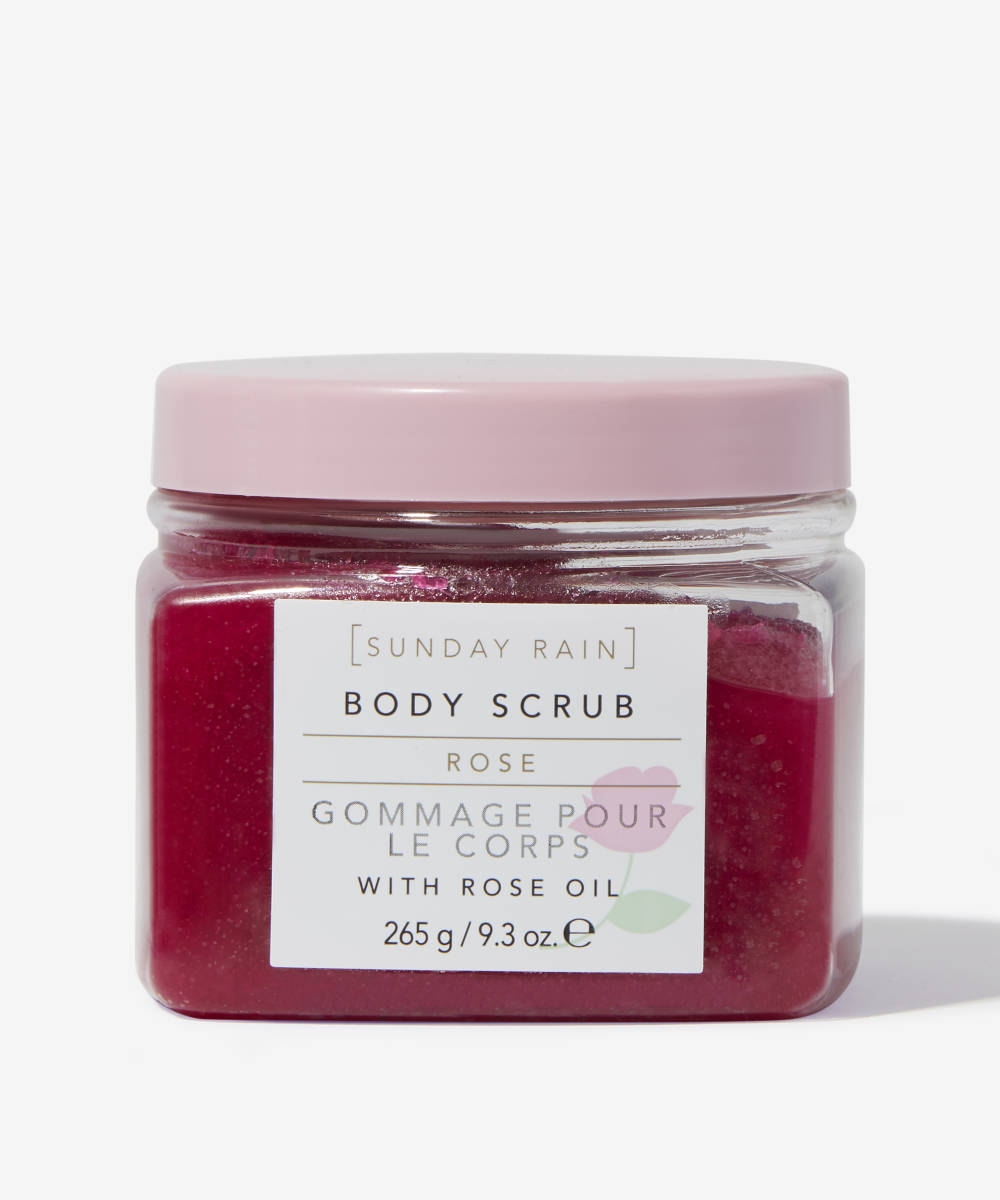 [SUNDAY RAIN]
BODY SCRUB
ROSE
GOMMAGE POUR
LE CORPS
WITH ROSE OIL
265 g / 9.3 oz. ℮